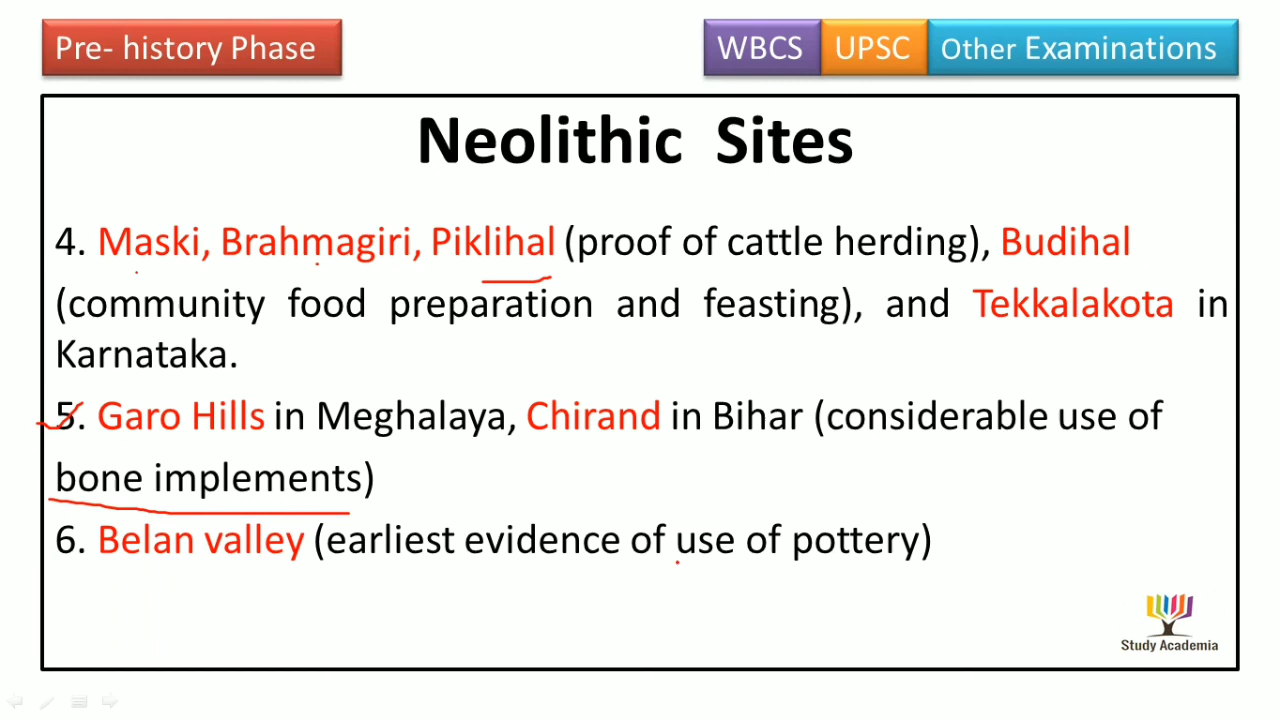 Pre- history Phase
WBCS UPSC Other Examinations
Neolithic Sites
4. Maski, Brahmagiri, Piklihal (proof of cattle herding), Budihal
(community food preparation and feasting), and Tekkalakota in
Karnataka.
5. Garo Hills in Meghalaya, Chirand in Bihar (considerable use of
bone implements)
6. Belan valley (earliest evidence of use of pottery)
Study Academia